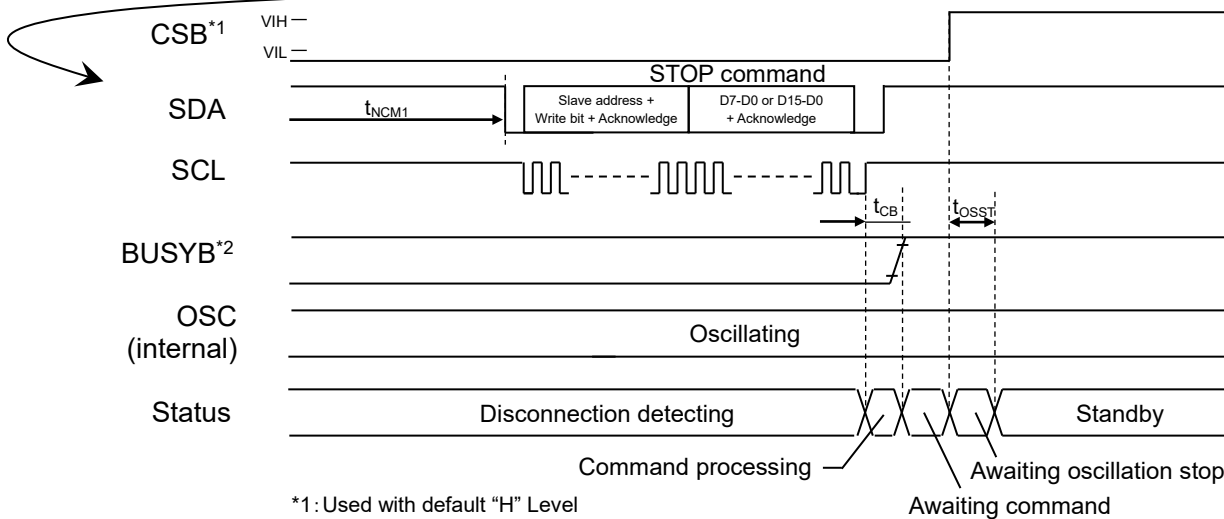 CSB*1
VIH
VIL
STOP command
SDA
tNCM1
Slave address +
Write bit + Acknowledge
D7-D0 or D15-D0
+ Acknowledge
SCL
tCB
tOSST
BUSYB*2
OSC
(internal)
Oscillating
Status
Disconnection detecting
Standby
Command processing
Awaiting oscillation stop
Awaiting command
*1:Used with default “H” Level